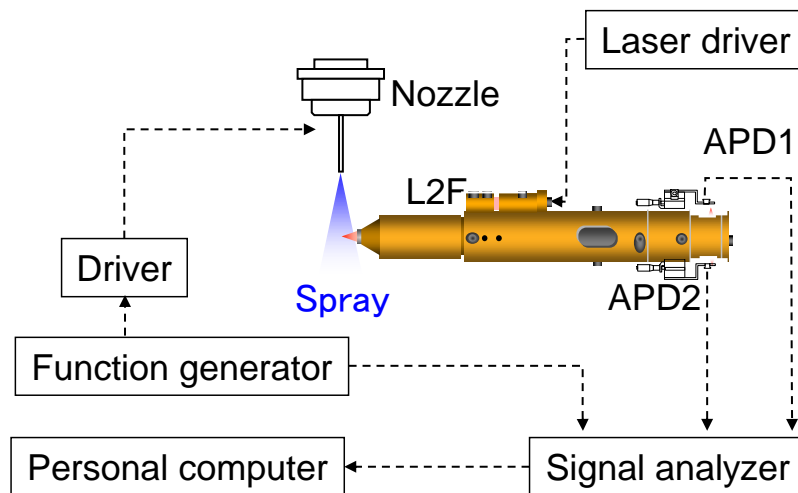 Laser driver
Nozzle
APD1
L2F
Driver
Spray
APD2
Function generator
Personal computer
Signal analyzer